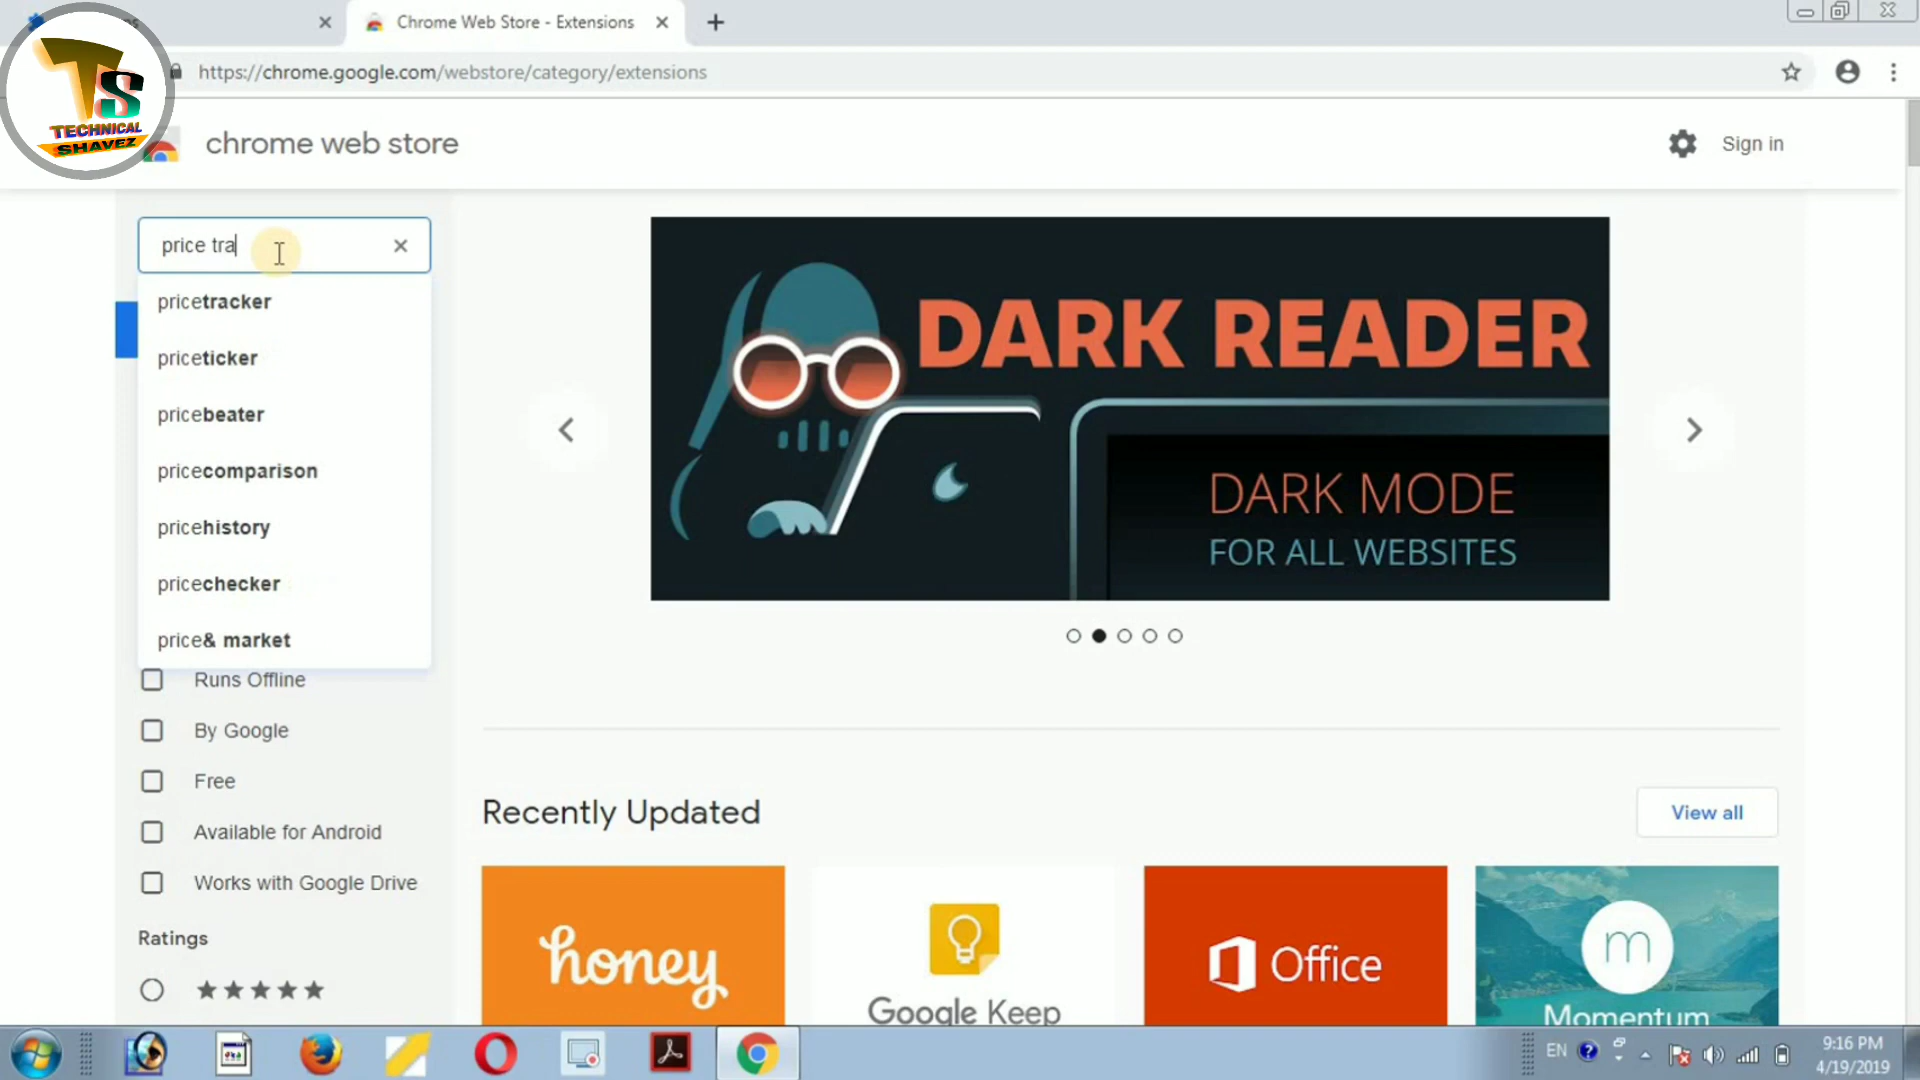 Chrome Web Store - Extensions
https://chrome.google.com/webstore/category/extensions
TS
TECHNICAL
SHAVEZ
chrome web store
Sign in
price tra
pricetracker
priceticker
pricebeater
pricecomparison
pricehistory
pricechecker
price& market
DARK READER
DARK MODE
FOR ALL WEBSITES
Runs Offline
By Google
Free
Available for Android
Works with Google Drive
Ratings
Recently Updated
View all
honey
Google Keep
Office
m
Momentum
EN
9:16 PM
4/19/2019